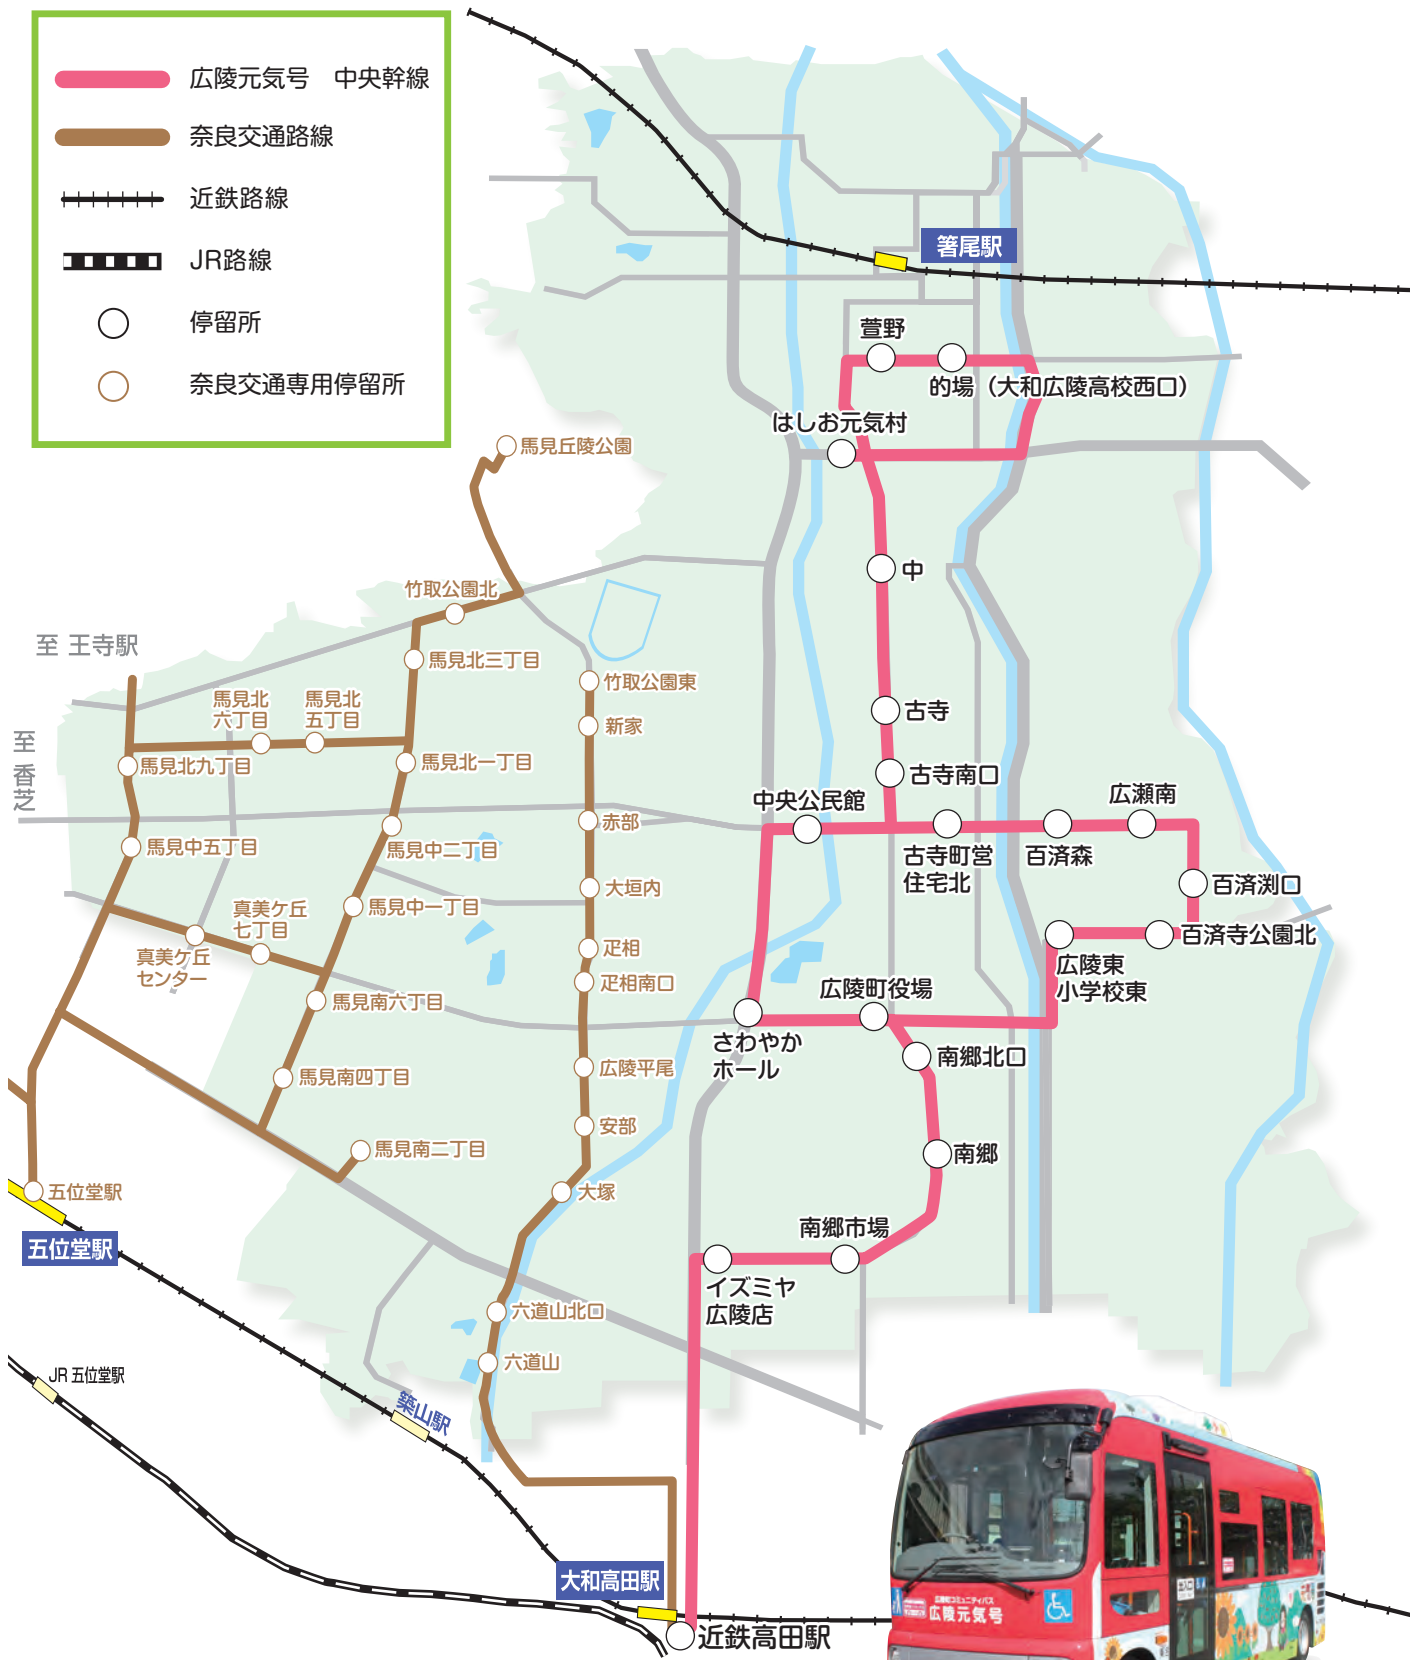 広陵元気号　中央幹線
奈良交通路線
近鉄路線
JR路線
停留所
奈良交通専用停留所
箸尾駅
萱野
的場（大和広陵高校西口）
はしお元気村
馬見丘陵公園
中
竹取公園北
至 王寺駅
馬見北三丁目
竹取公園東
馬見北
六丁目
馬見北
五丁目
新家
古寺
至 香芝
馬見北九丁目
馬見北一丁目
古寺南口
中央公民館
広瀬南
赤部
馬見中五丁目
馬見中二丁目
古寺町営
住宅北
百済森
大垣内
百済渕口
真美ケ丘
七丁目
馬見中一丁目
百済寺公園北
真美ケ丘
センター
疋相
疋相南口
広陵東
小学校東
広陵町役場
馬見南六丁目
さわやか
ホール
南郷北口
馬見南四丁目
広陵平尾
安部
馬見南二丁目
南郷
五位堂駅
大塚
五位堂駅
南郷市場
イズミヤ
広陵店
六道山北口
六道山
JR 五位堂駅
築山駅
大和高田駅
近鉄高田駅
出入口
広陵町コミュニティバス
広陵元気号